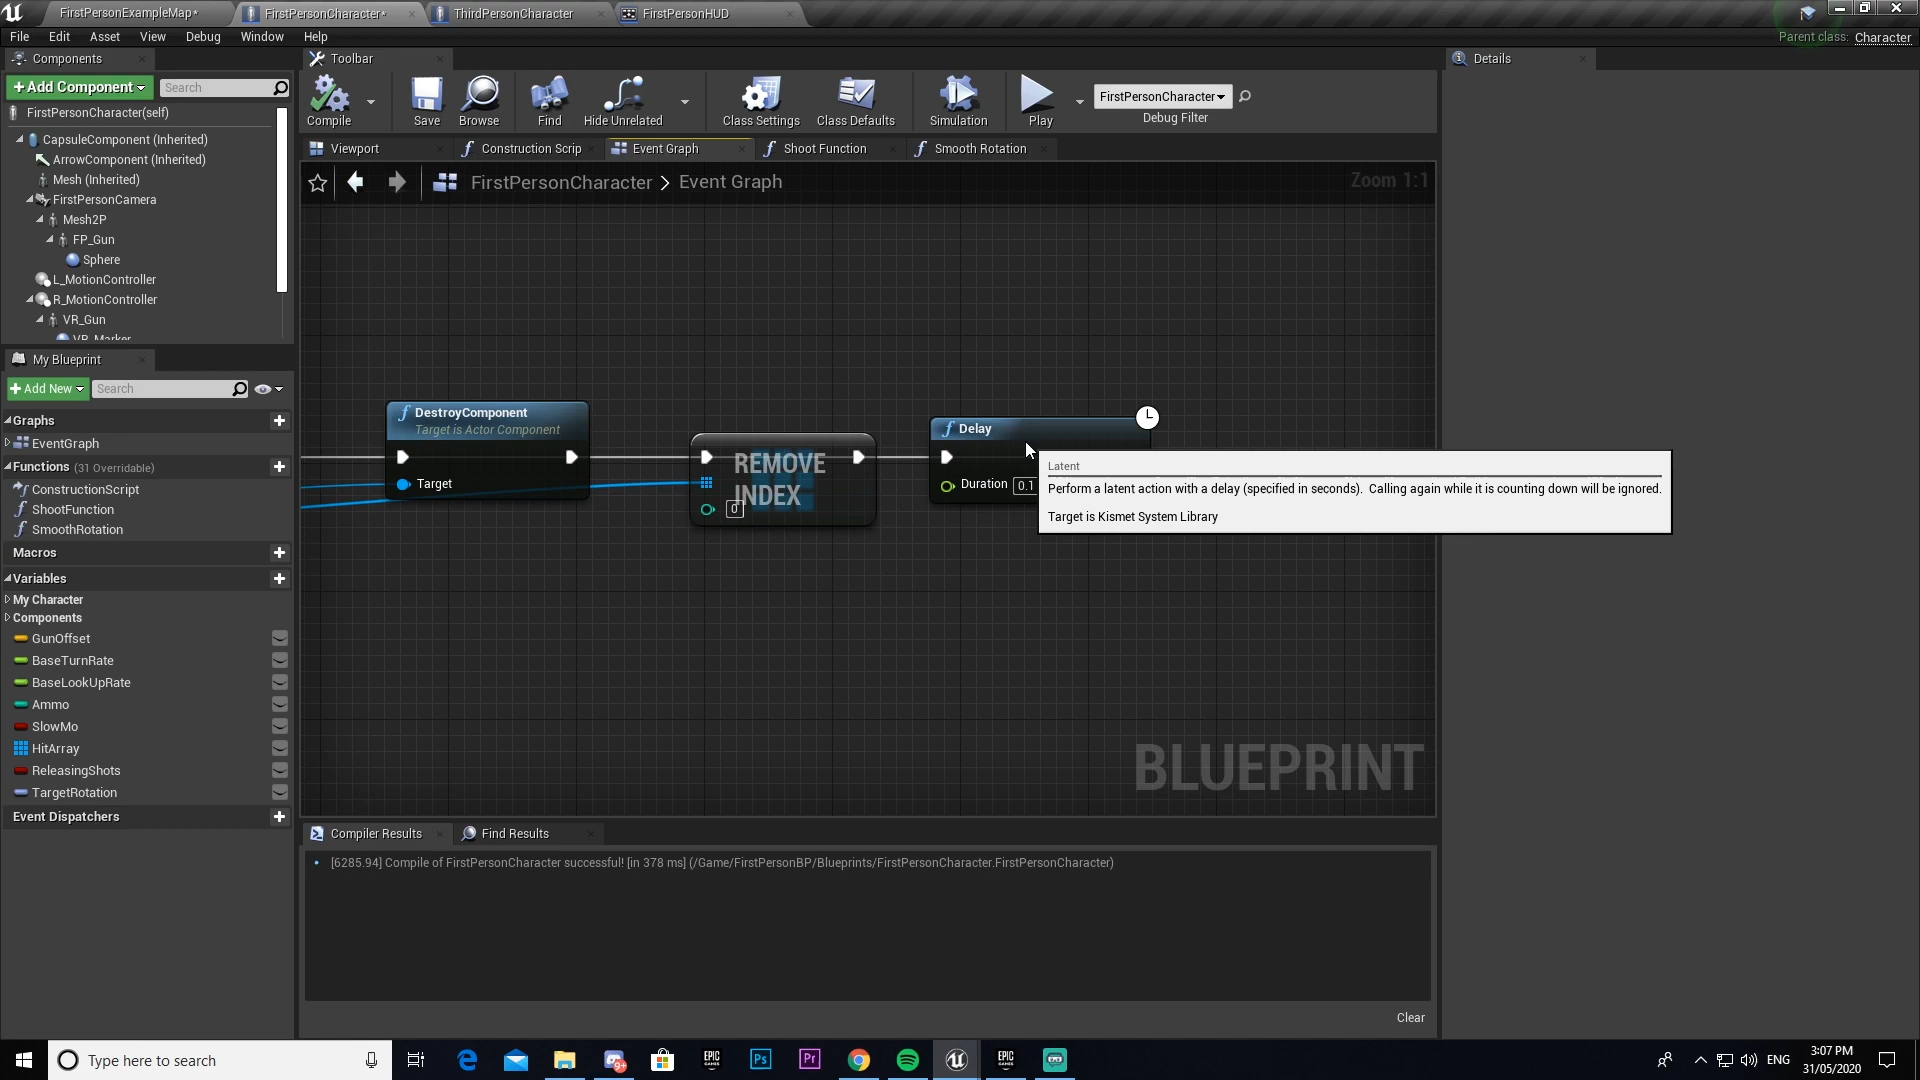 FirstPersonExampleMap*
FirstPersonCharacter*
ThirdPersonCharacter
FirstPersonHUD
File Edit Asset View Debug Window Help
Parent class: Character
Components
Toolbar
Details
+ Add Component
Search
FirstPersonCharacter(self)
CapsuleComponent (Inherited)
ArrowComponent (Inherited)
Mesh (Inherited)
FirstPersonCamera
Mesh2P
FP_Gun
Sphere
L_MotionController
R_MotionController
VR_Gun
VR_Marker
Compile
Save
Browse
Find
Hide Unrelated
Class Settings
Class Defaults
Simulation
Play
FirstPersonCharacter
Debug Filter
Viewport
Construction Scrip
Event Graph
Shoot Function
Smooth Rotation
FirstPersonCharacter > Event Graph
Zoom 1:1
My Blueprint
+ Add New
Search
Graphs
EventGraph
Functions (31 Overridable)
ConstructionScript
ShootFunction
SmoothRotation
Macros
Variables
My Character
Components
GunOffset
BaseTurnRate
BaseLookUpRate
Ammo
SlowMo
HitArray
ReleasingShots
TargetRotation
Event Dispatchers
DestroyComponent
Target is Actor Component
Target
REMOVE
INDEX
0
Delay
Duration 0.1
Latent
Perform a latent action with a delay (specified in seconds). Calling again while it is counting down will be ignored.
Target is Kismet System Library
BLUEPRINT
Compiler Results
Find Results
[6285.94] Compile of FirstPersonCharacter successful! [in 378 ms] (/Game/FirstPersonBP/Blueprints/FirstPersonCharacter.FirstPersonCharacter)
Clear
Type here to search
9+
EPIC
GAMES
Ps
Pr
EPIC
GAMES
ENG
3:07 PM
31/05/2020